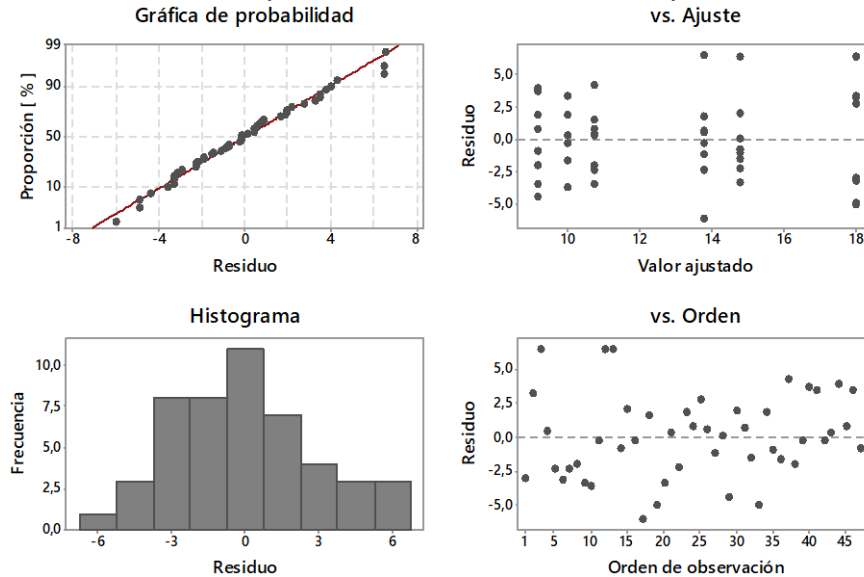 Gráfica de probabilidad
99
90
50
10
1
-8 -4 0 4 8
Proporción [ % ]
Residuo
vs. Ajuste
5,0
2,5
0,0
-2,5
-5,0
10 12 14 16 18
Residuo
Valor ajustado
Histograma
10,0
7,5
5,0
2,5
0,0
-6 -3 0 3 6
Frecuencia
Residuo
vs. Orden
5,0
2,5
0,0
-2,5
-5,0
1 5 10 15 20 25 30 35 40 45
Residuo
Orden de observación